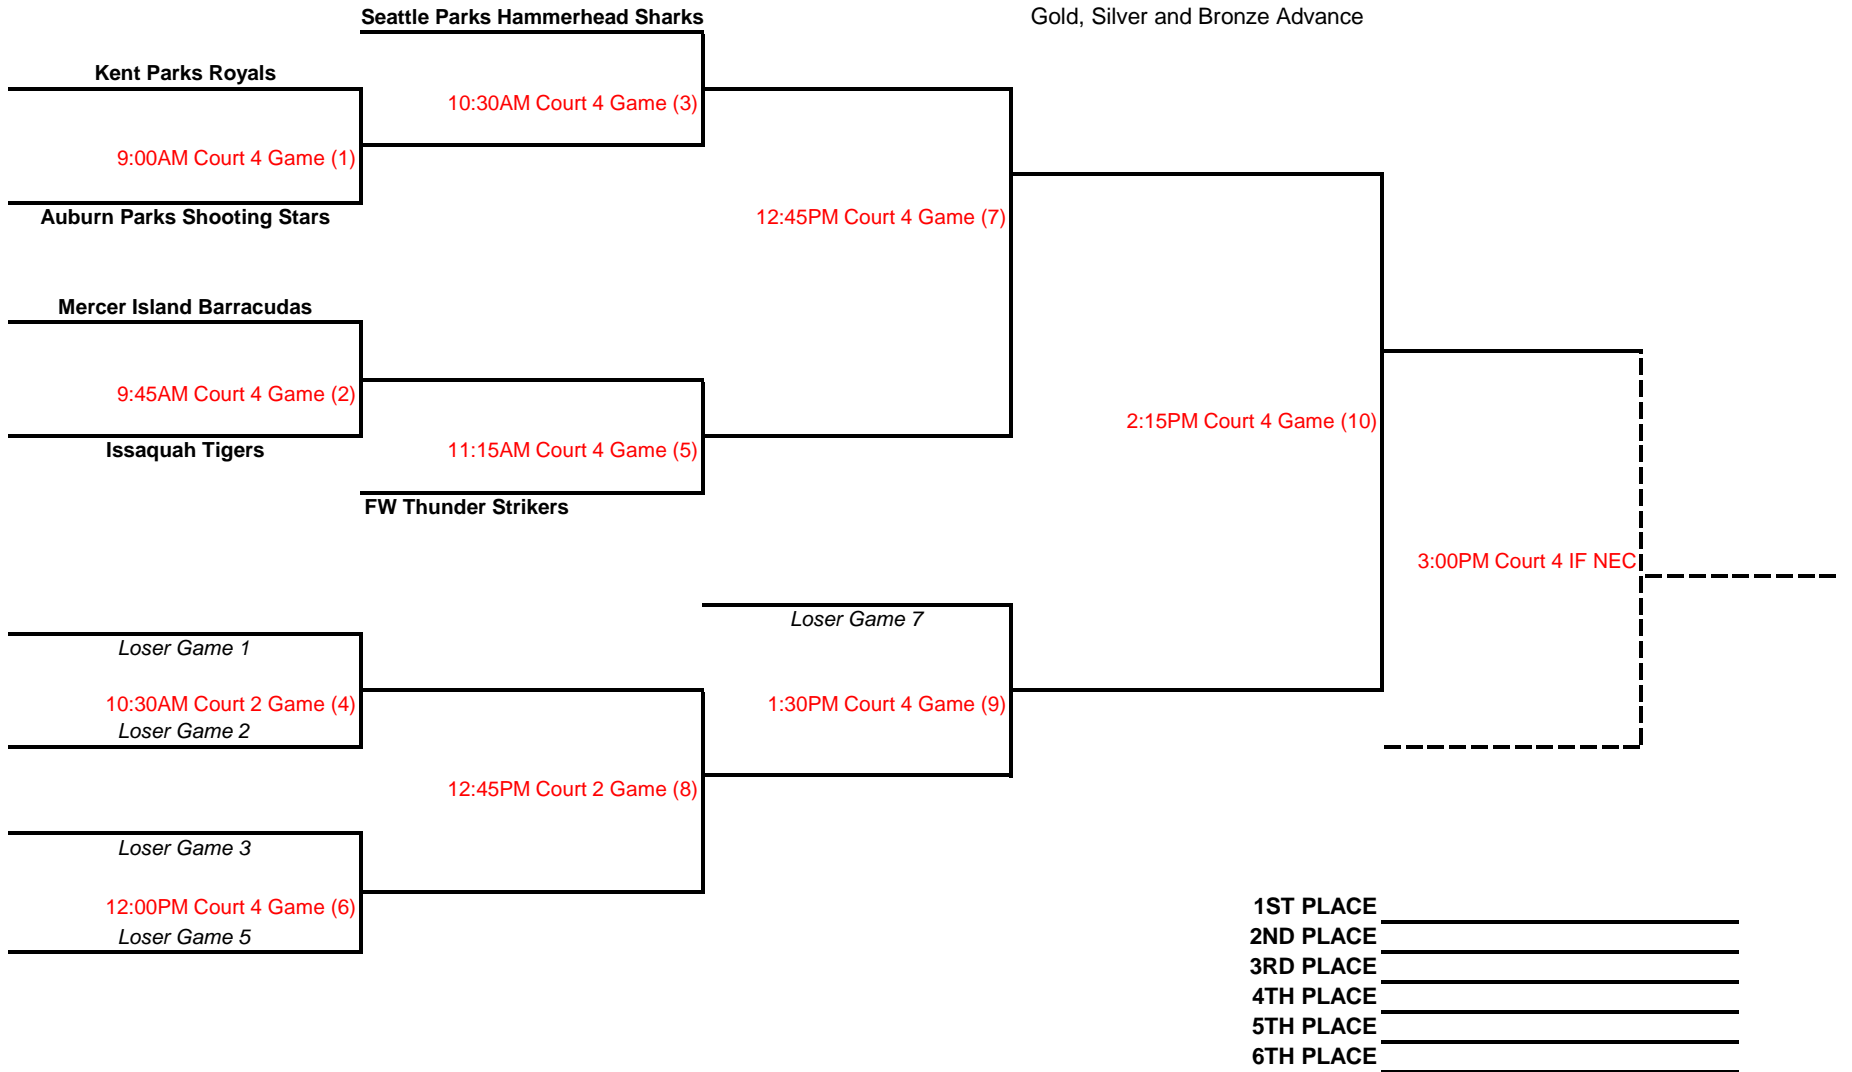 Seattle Parks Hammerhead Sharks
Gold, Silver and Bronze Advance
Kent Parks Royals
10:30AM Court 4 Game (3)
9:00AM Court 4 Game (1)
Auburn Parks Shooting Stars
12:45PM Court 4 Game (7)
Mercer Island Barracudas
9:45AM Court 4 Game (2)
2:15PM Court 4 Game (10)
Issaquah Tigers
11:15AM Court 4 Game (5)
FW Thunder Strikers
3:00PM Court 4 IF NEC
Loser Game 7
Loser Game 1
10:30AM Court 2 Game (4)
1:30PM Court 4 Game (9)
Loser Game 2
12:45PM Court 2 Game (8)
Loser Game 3
12:00PM Court 4 Game (6)
Loser Game 5
1ST PLACE
2ND PLACE
3RD PLACE
4TH PLACE
5TH PLACE
6TH PLACE